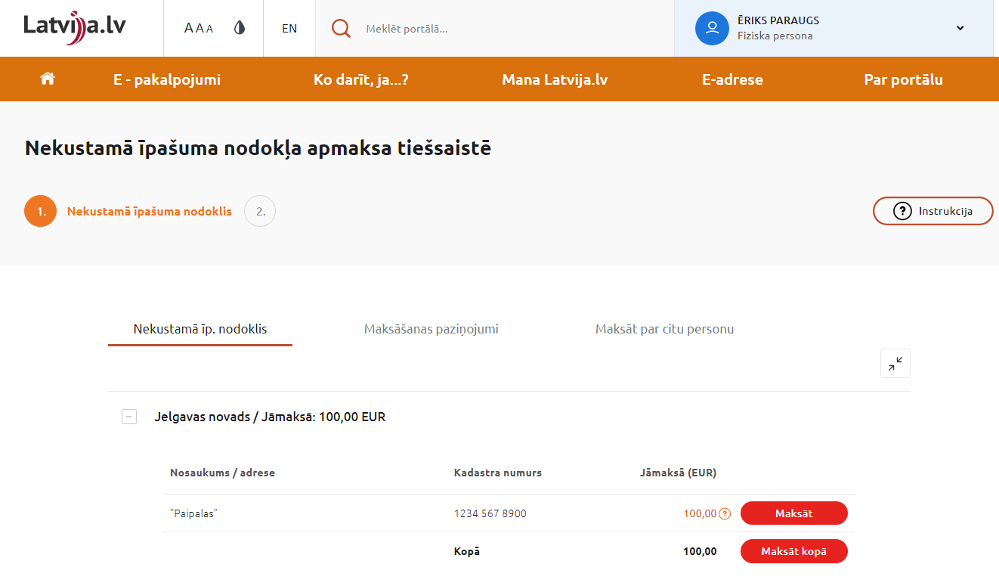 Latvija.lv
A A A
EN
Meklēt portālā...
ĒRIKS PARAUGS
Fiziska persona
E - pakalpojumi
Ko darīt, ja...?
Mana Latvija.lv
E-adrese
Par portālu
Nekustamā īpašuma nodokļa apmaksa tiešsaistē
1. Nekustamā īpašuma nodoklis 2.
? Instrukcija
Nekustamā īp. nodoklis
Maksāšanas paziņojumi
Maksāt par citu personu
Jelgavas novads / Jāmaksā: 100,00 EUR
Nosaukums / adrese Kadastra numurs Jāmaksā (EUR)
"Paipalas" 1234 567 8900 100,00 ? Maksāt
Kopā 100,00 Maksāt kopā